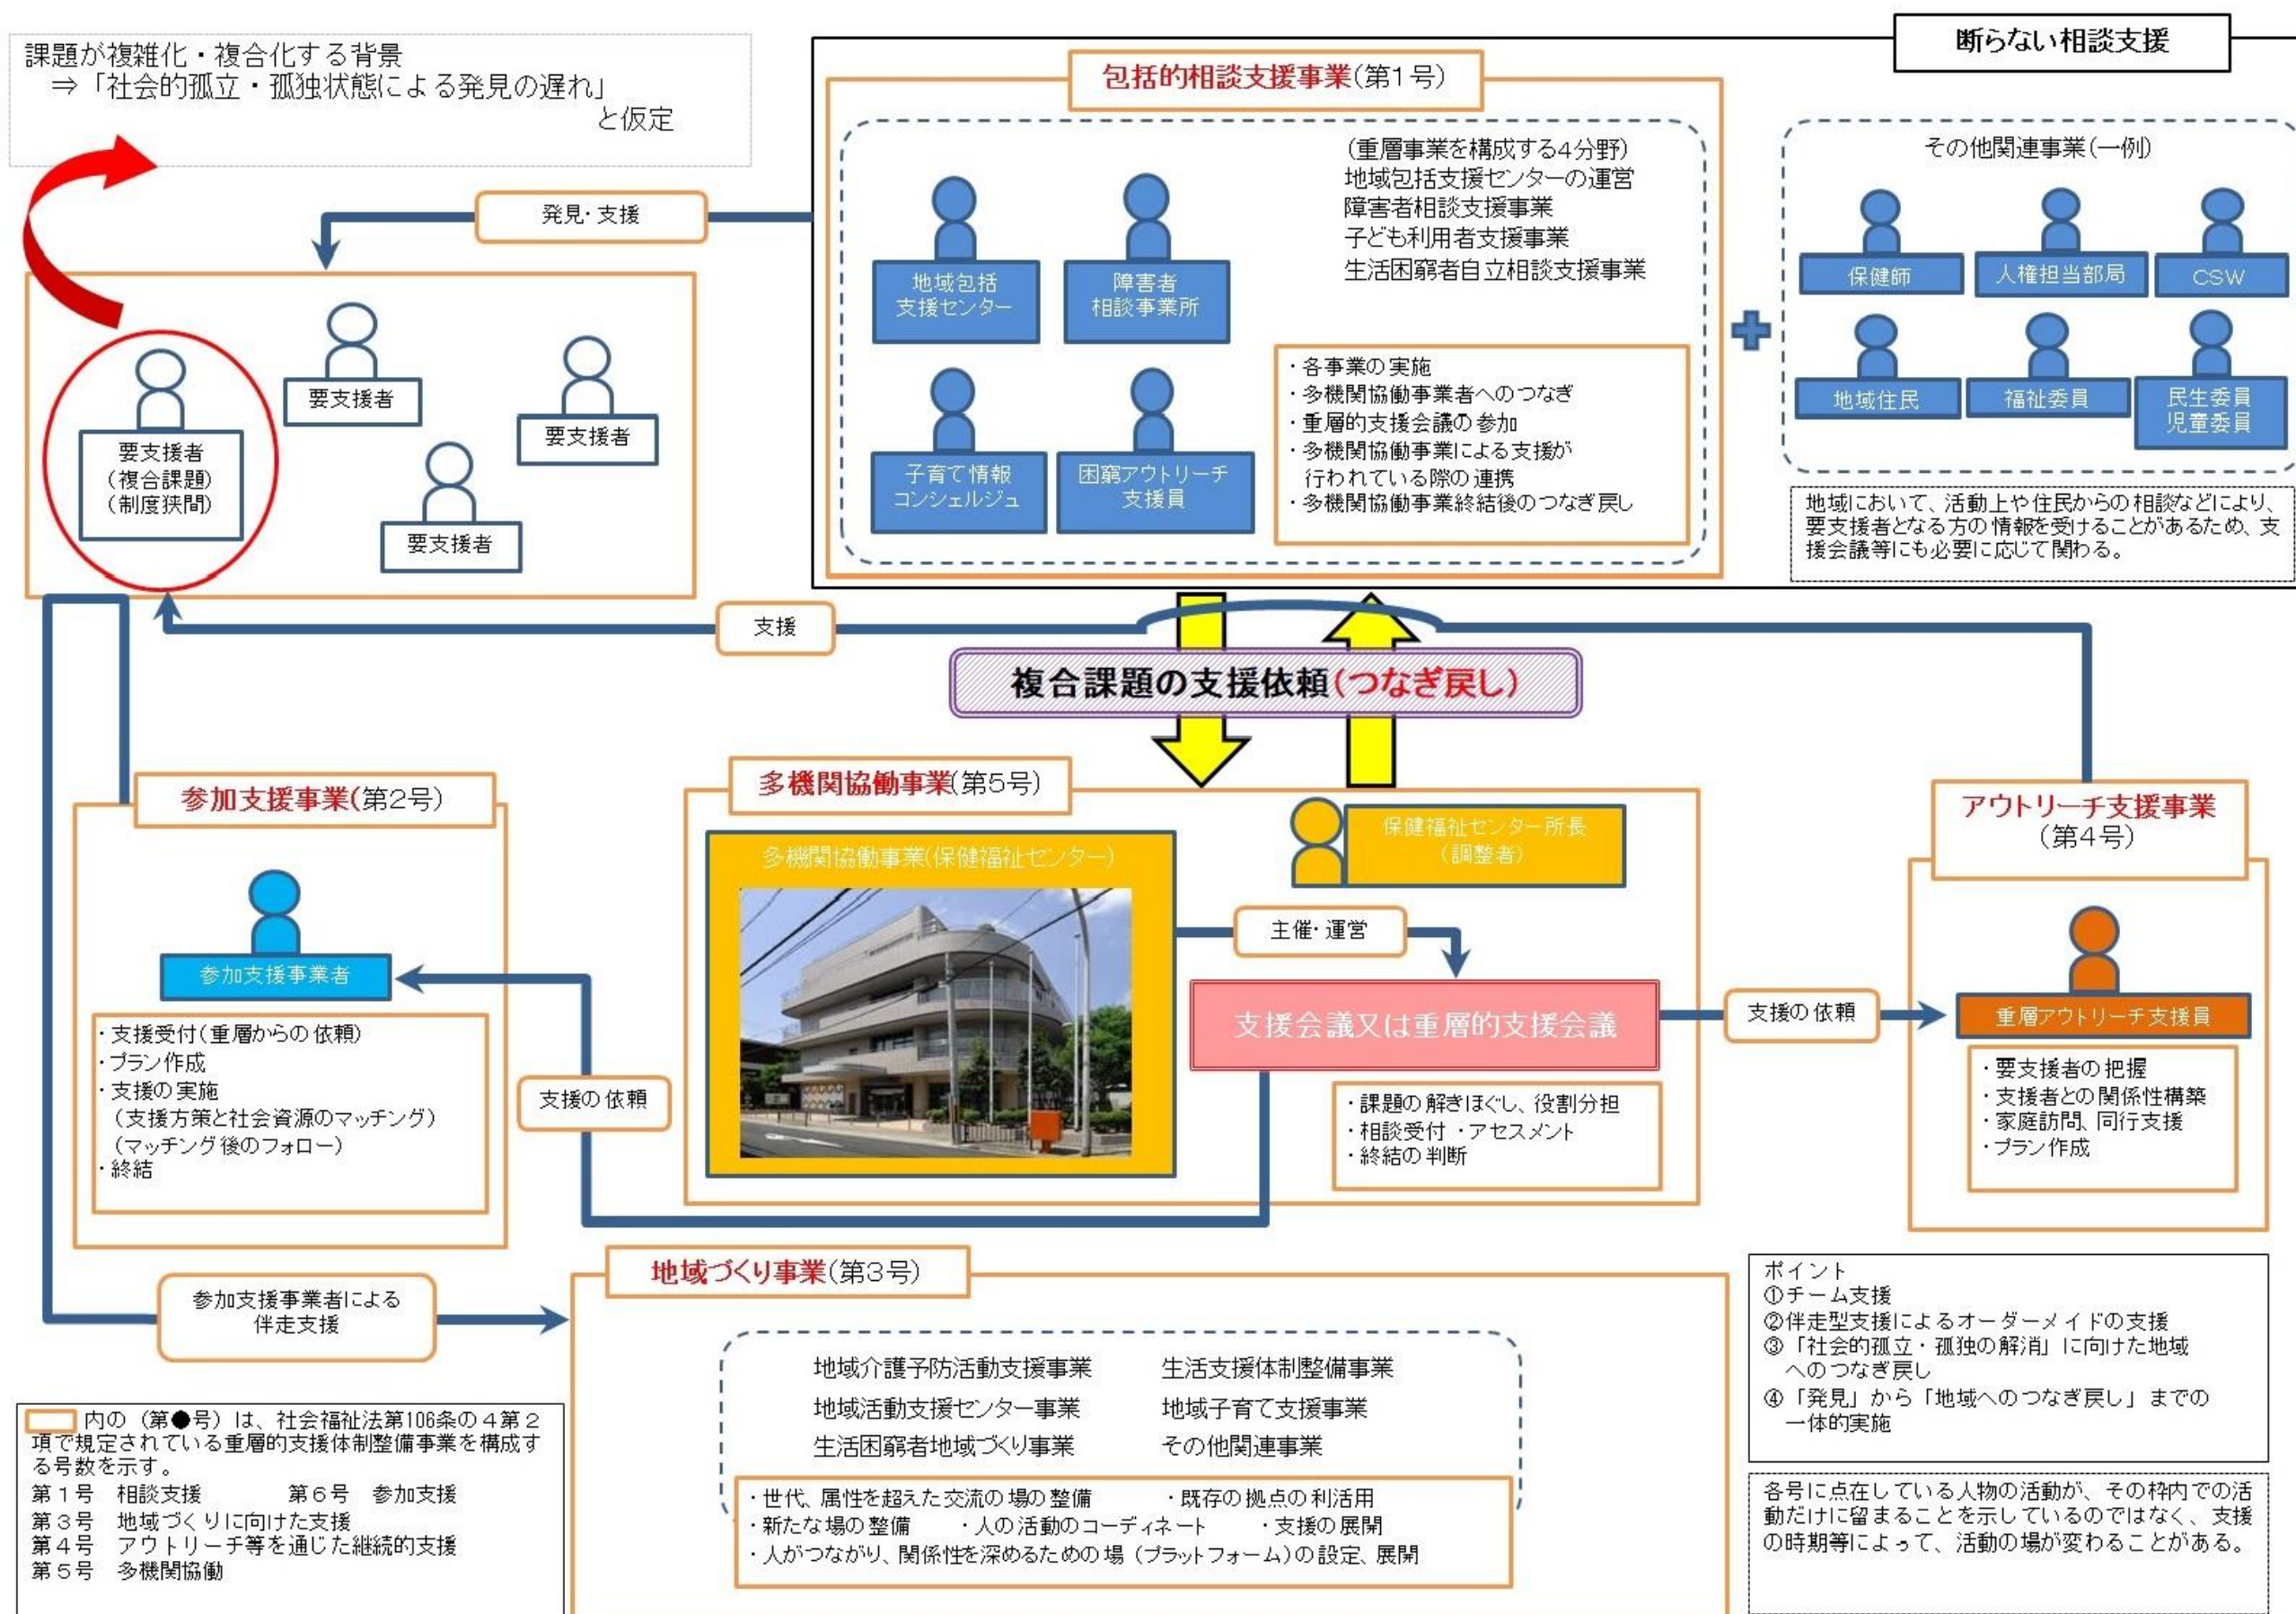 課題が複雑化・複合化する背景
⇒「社会的孤立・孤独状態による発見の遅れ」
と仮定
断らない相談支援
包括的相談支援事業(第1号)
(重層事業を構成する4分野)
地域包括支援センターの運営
障害者相談支援事業
子ども利用者支援事業
生活困窮者自立相談支援事業
地域包括
支援センター
障害者
相談事業所
子育て情報
コンシェルジュ
困窮アウトリーチ
支援員
・各事業の実施
・多機関協働事業者へのつなぎ
・重層的支援会議の参加
・多機関協働事業による支援が
行われている際の連携
・多機関協働事業終結後のつなぎ戻し
その他関連事業(一例)
保健師
人権担当部局
CSW
地域住民
福祉委員
民生委員
児童委員
地域において、活動上や住民からの相談などにより、
要支援者となる方の情報を受けることがあるため、支
援会議等にも必要に応じて関わる。
発見・支援
要支援者
(複合課題)
(制度狭間)
要支援者
要支援者
要支援者
支援
複合課題の支援依頼(つなぎ戻し)
参加支援事業(第2号)
参加支援事業者
・支援受付(重層からの依頼)
・プラン作成
・支援の実施
(支援方策と社会資源のマッチング)
(マッチング後のフォロー)
・終結
支援の依頼
多機関協働事業(第5号)
多機関協働事業(保健福祉センター)
保健福祉センター所長
(調整者)
主催・運営
支援会議又は重層的支援会議
・課題の解きほぐし、役割分担
・相談受付・アセスメント
・終結の判断
支援の依頼
アウトリーチ支援事業
(第4号)
重層アウトリーチ支援員
・要支援者の把握
・支援者との関係性構築
・家庭訪問、同行支援
・プラン作成
参加支援事業者による
伴走支援
地域づくり事業(第3号)
地域介護予防活動支援事業 生活支援体制整備事業
地域活動支援センター事業 地域子育て支援事業
生活困窮者地域づくり事業 その他関連事業
・世代、属性を超えた交流の場の整備 ・既存の拠点の利活用
・新たな場の整備 ・人の活動のコーディネート ・支援の展開
・人がつながり、関係性を深めるための場(プラットフォーム)の設定、展開
ポイント
①チーム支援
②伴走型支援によるオーダーメイドの支援
③「社会的孤立・孤独の解消」に向けた地域
へのつなぎ戻し
④「発見」から「地域へのつなぎ戻し」までの
一体的実施
各号に点在している人物の活動が、その枠内での活
動だけに留まることを示しているのではなく、支援
の時期等によって、活動の場が変わることがある。
内の(第●号)は、社会福祉法第106条の4第2
項で規定されている重層的支援体制整備事業を構成す
る号数を示す。
第1号 相談支援 第6号 参加支援
第3号 地域づくりに向けた支援
第4号 アウトリーチ等を通じた継続的支援
第5号 多機関協働